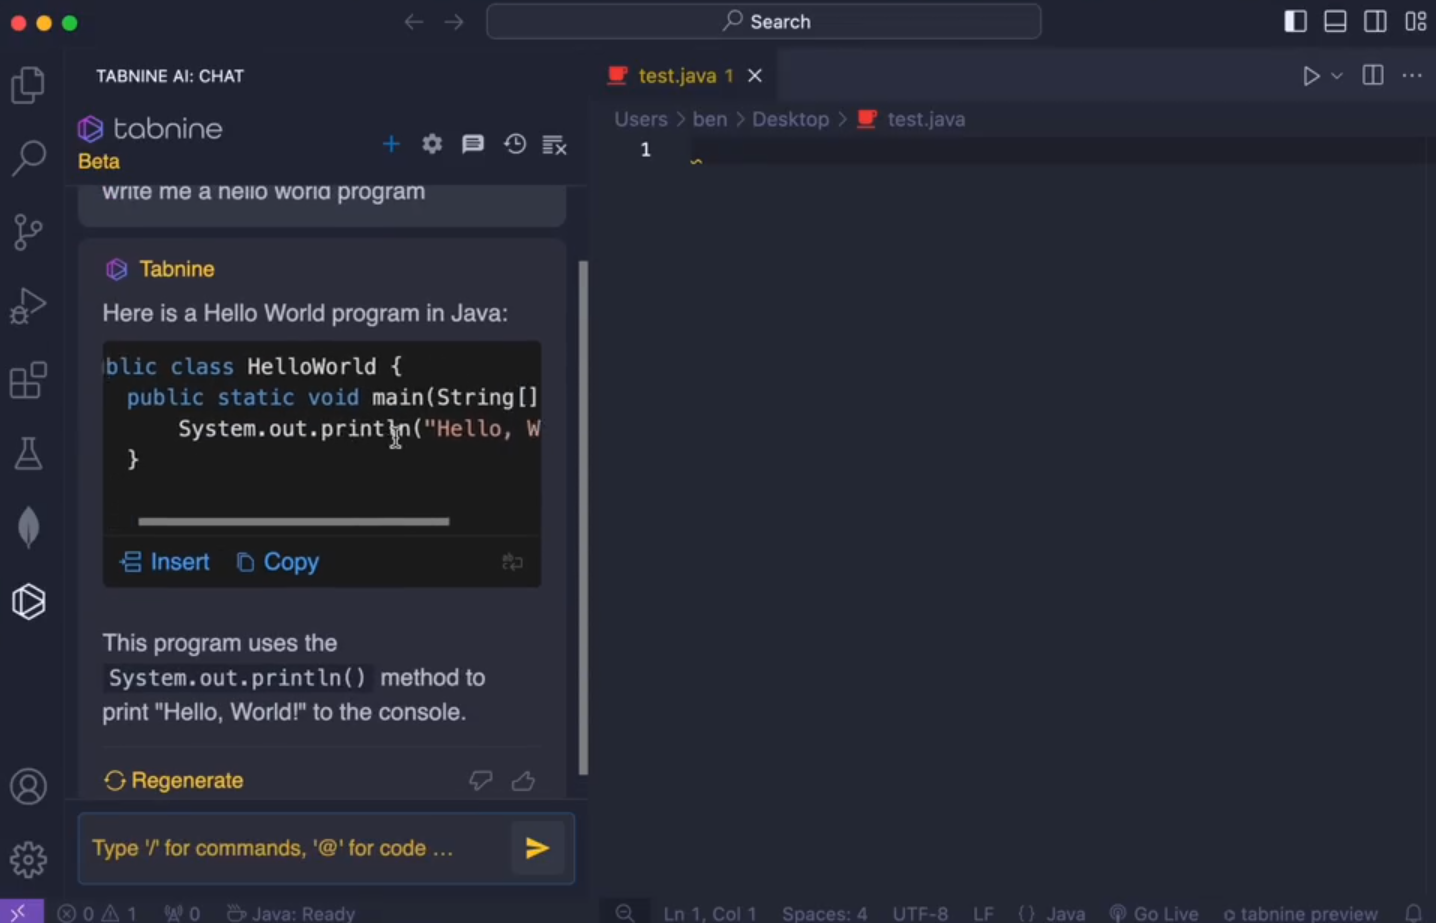 Search
TABNINE AI: CHAT
test.java 1
tabnine
Beta
Users > ben > Desktop > test.java
1
write me a hello world program
Tabnine
Here is a Hello World program in Java:
blic class HelloWorld {
public static void main(String[]
System.out.println("Hello, W
}
Insert Copy
This program uses the
System.out.println() method to
print "Hello, World!" to the console.
Regenerate
Type '/' for commands, '@' for code ...
0 1 0 Java: Ready Ln 1, Col 1 Spaces: 4 UTF-8 LF {} Java Go Live tabnine preview